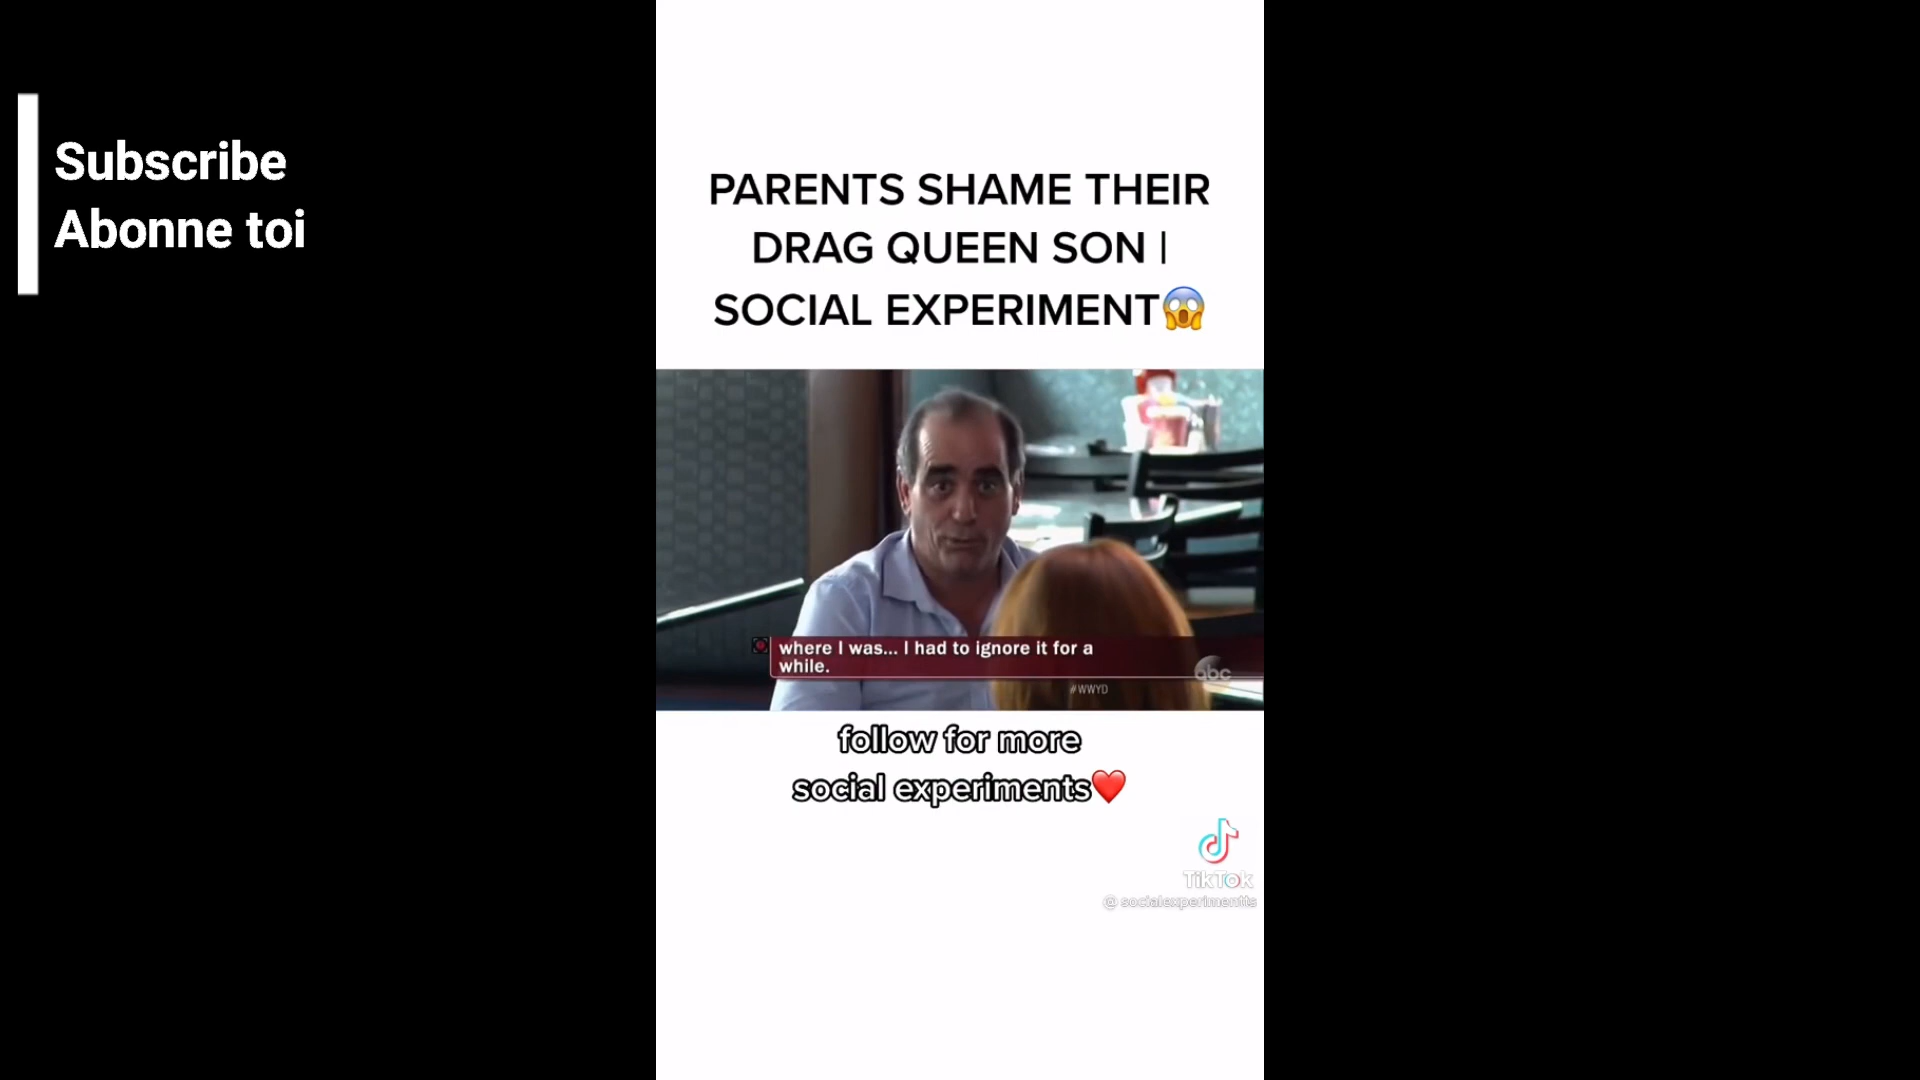 Subscribe
Abonne toi
PARENTS SHAME THEIR
DRAG QUEEN SON |
SOCIAL EXPERIMENT😱
where I was... I had to ignore it for a
while.
abc
#WWYD
follow for more
social experiments❤️
TikTok
@ socialexperimentts